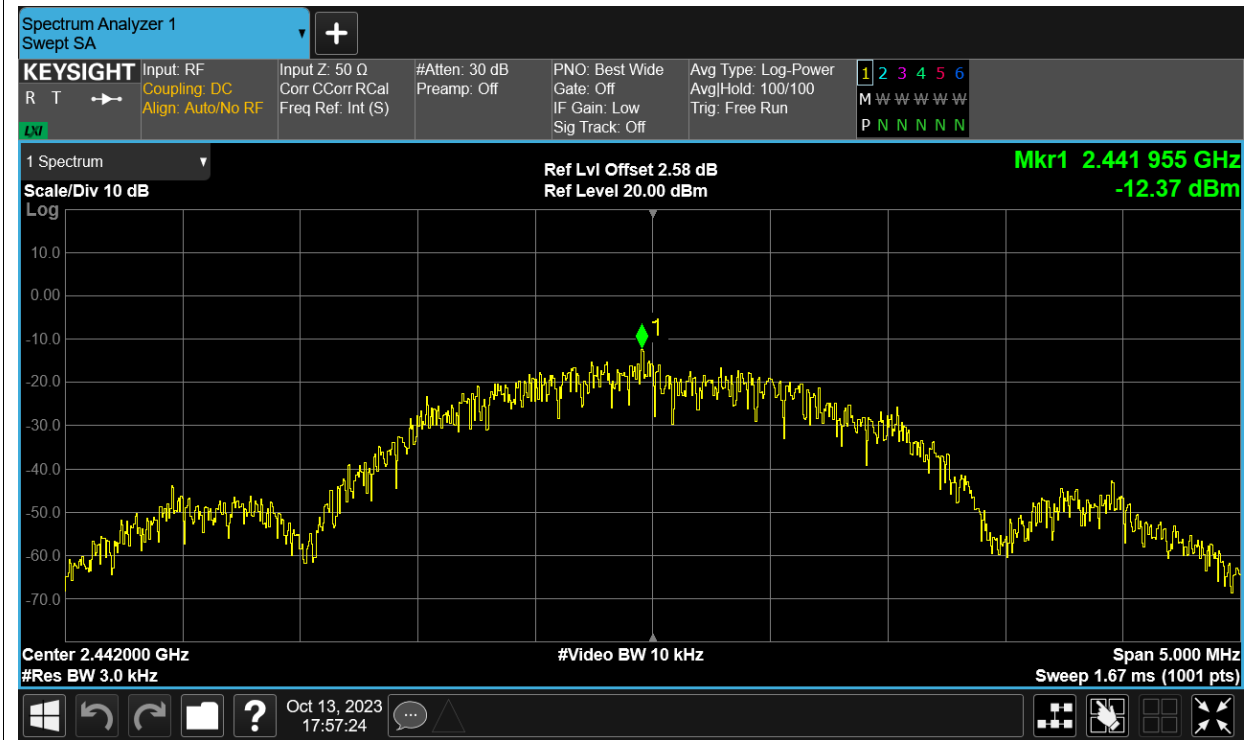 Spectrum Analyzer 1
Swept SA
+
KEYSIGHT
R T
LXI
Input: RF
Coupling: DC
Align: Auto/No RF
Input Z: 50 Ω
Corr CCorr RCal
Freq Ref: Int (S)
#Atten: 30 dB
Preamp: Off
PNO: Best Wide
Gate: Off
IF Gain: Low
Sig Track: Off
Avg Type: Log-Power
Avg|Hold: 100/100
Trig: Free Run
1 2 3 4 5 6
M W W W W W W
P N N N N N N
1 Spectrum
Scale/Div 10 dB
Ref Lvl Offset 2.58 dB
Ref Level 20.00 dBm
Mkr1 2.441 955 GHz
-12.37 dBm
Log
10.0
0.00
-10.0
-20.0
-30.0
-40.0
-50.0
-60.0
-70.0
1
Center 2.442000 GHz
#Res BW 3.0 kHz
#Video BW 10 kHz
Span 5.000 MHz
Sweep 1.67 ms (1001 pts)
?
Oct 13, 2023
17:57:24